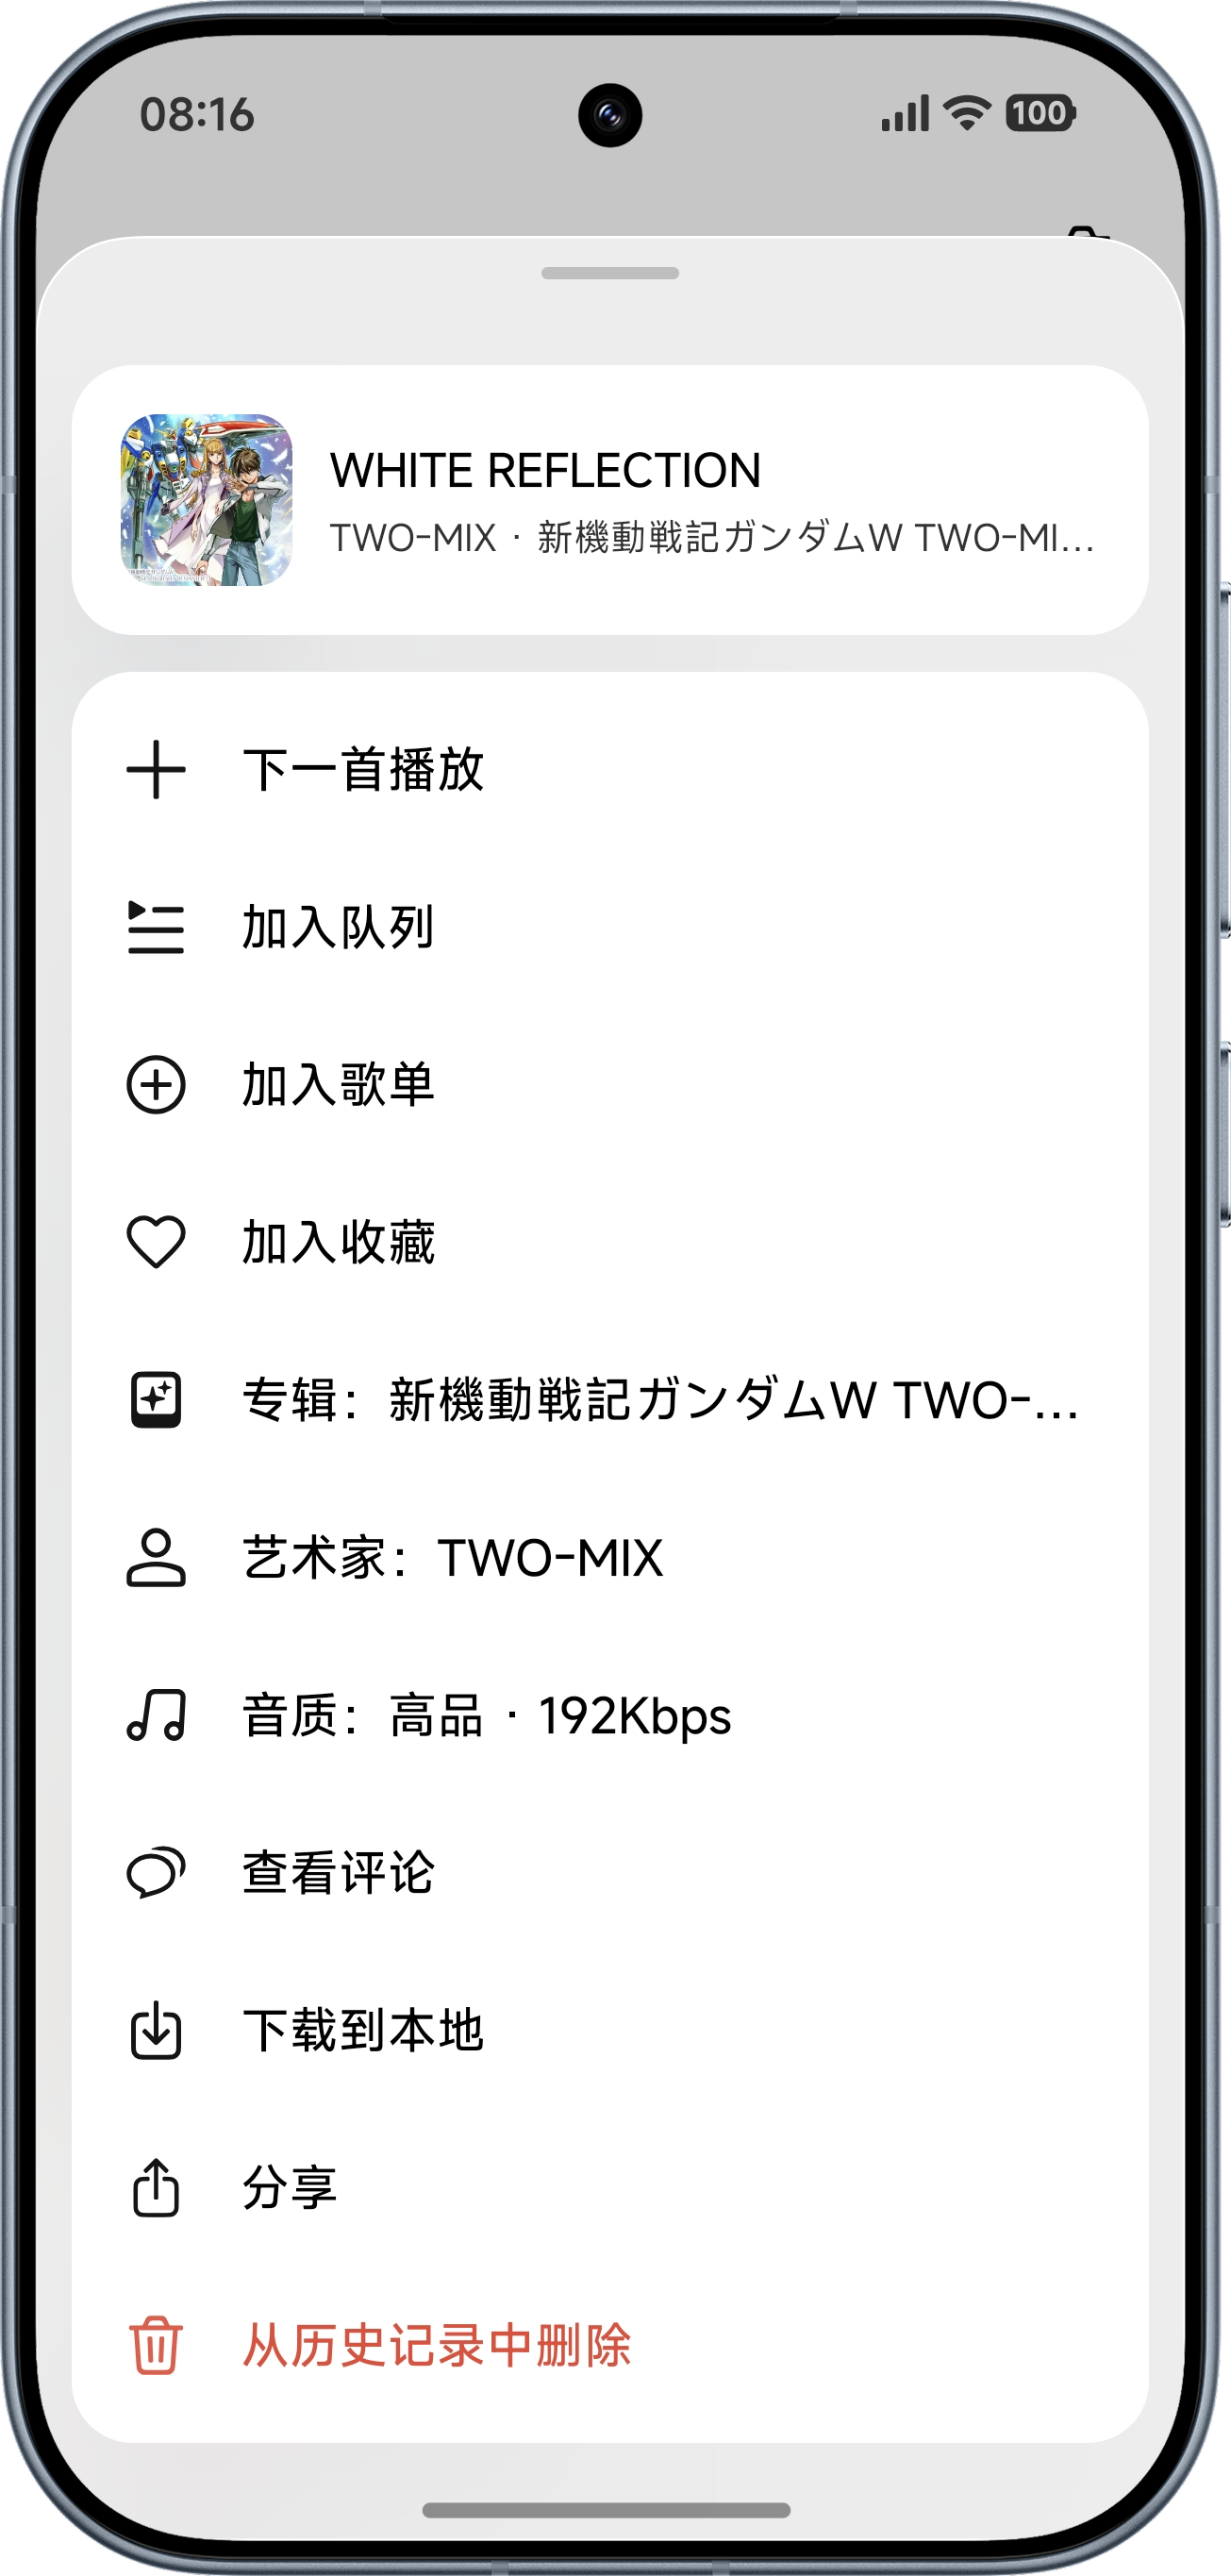 08:16
100
WHITE REFLECTION
TWO-MIX · 新機動戦記ガンダムW TWO-MI...
下一首播放
加入队列
加入歌单
加入收藏
专辑：新機動戦記ガンダムW TWO-...
艺术家：TWO-MIX
音质：高品 · 192Kbps
查看评论
下载到本地
分享
从历史记录中删除